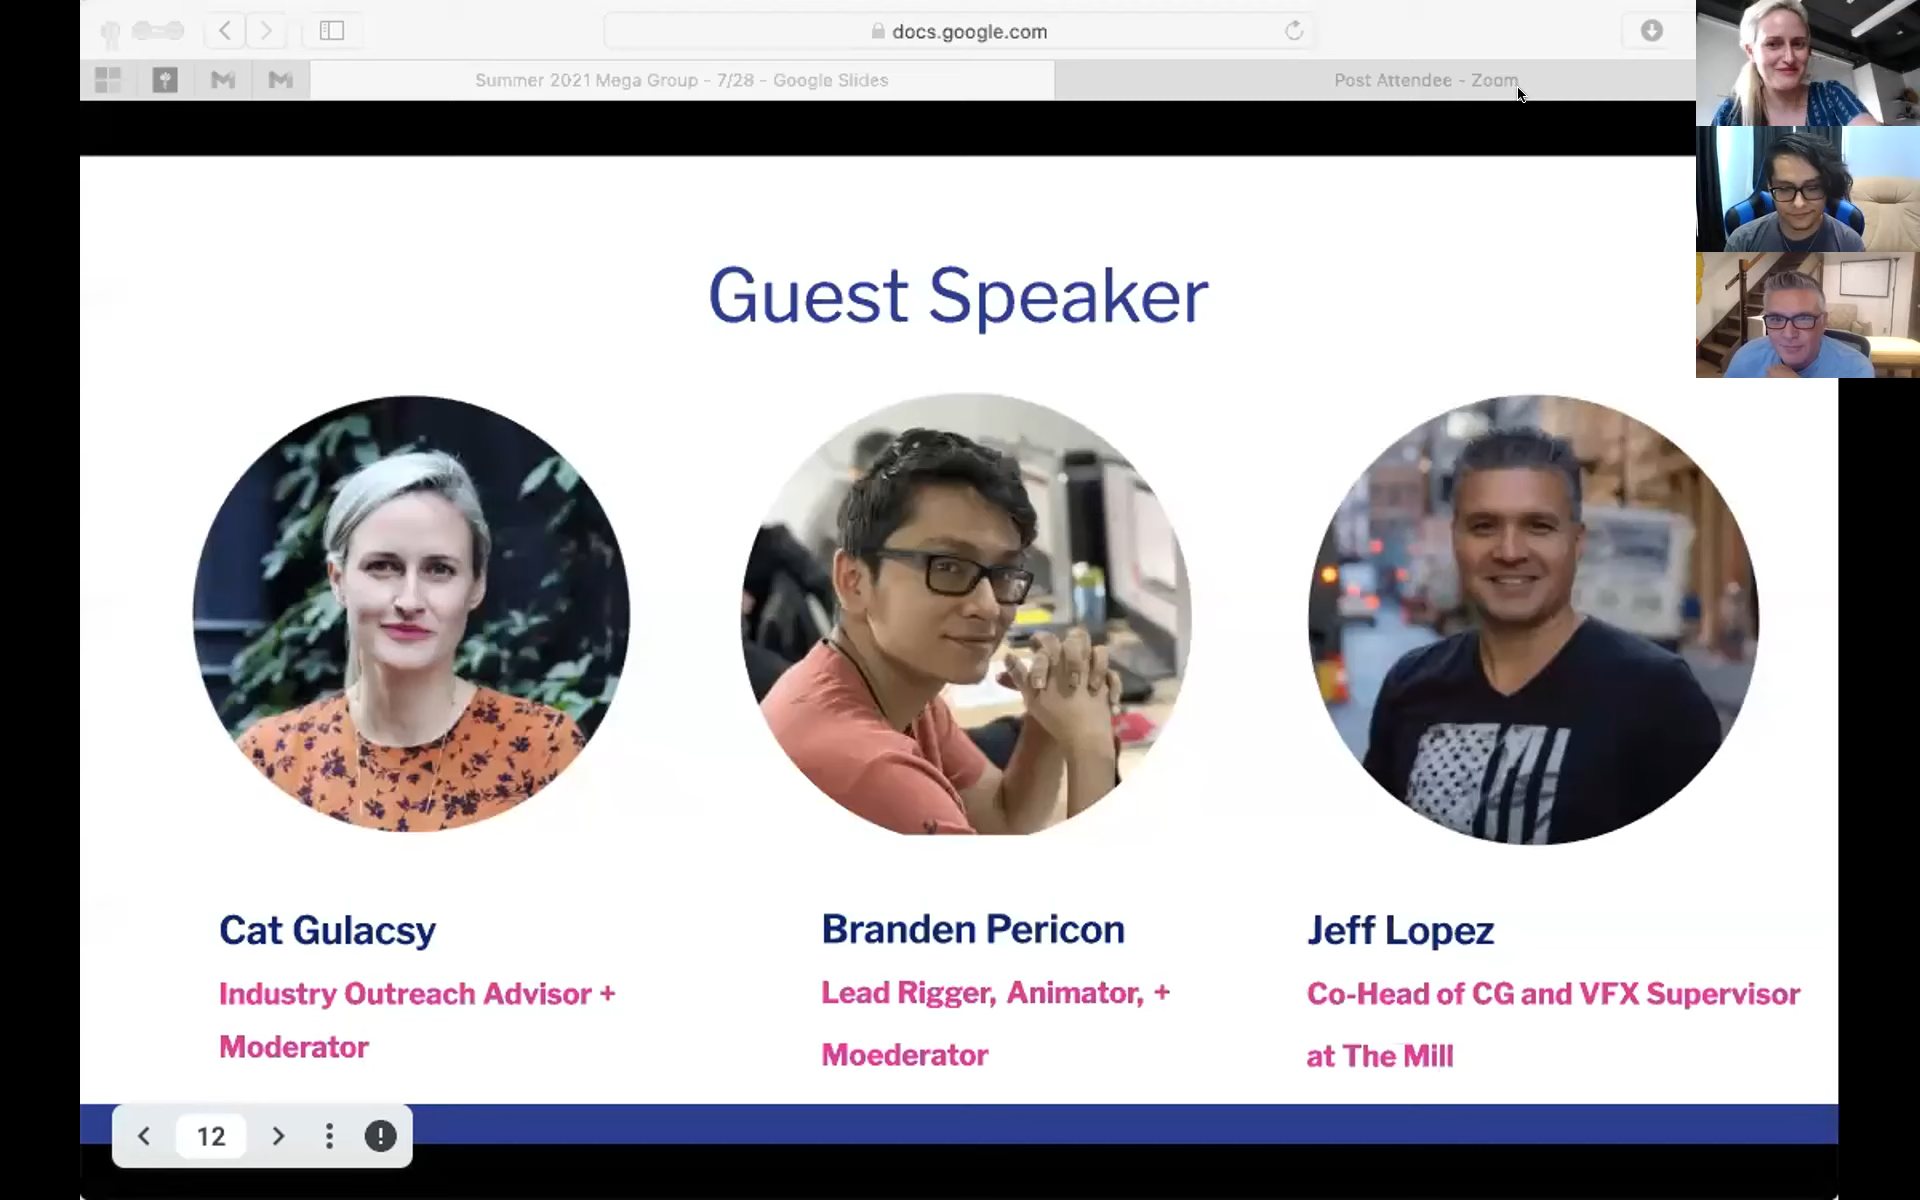 docs.google.com
Summer 2021 Mega Group - 7/28 - Google Slides
Post Attendee - Zoom
Guest Speaker
Cat Gulacsy
Industry Outreach Advisor +
Moderator
Branden Pericon
Lead Rigger, Animator, +
Moederator
Jeff Lopez
Co-Head of CG and VFX Supervisor
at The Mill
12